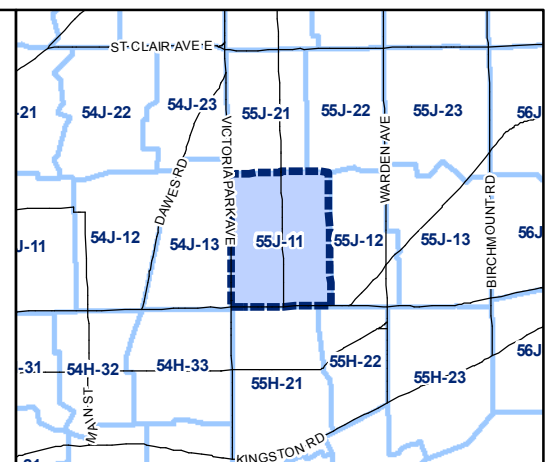 ST CLAIR AVE E
-21
54J-22
54J-23
55J-21
55J-22
55J-23
56J
VICTORIA PARK AVE
DAWES RD
WARDEN AVE
BIRCHMOUNT RD
J-11
54J-12
54J-13
55J-11
55J-12
55J-13
56J
-31
54H-32
54H-33
55H-21
55H-22
55H-23
56J
MAIN ST
KINGSTON RD